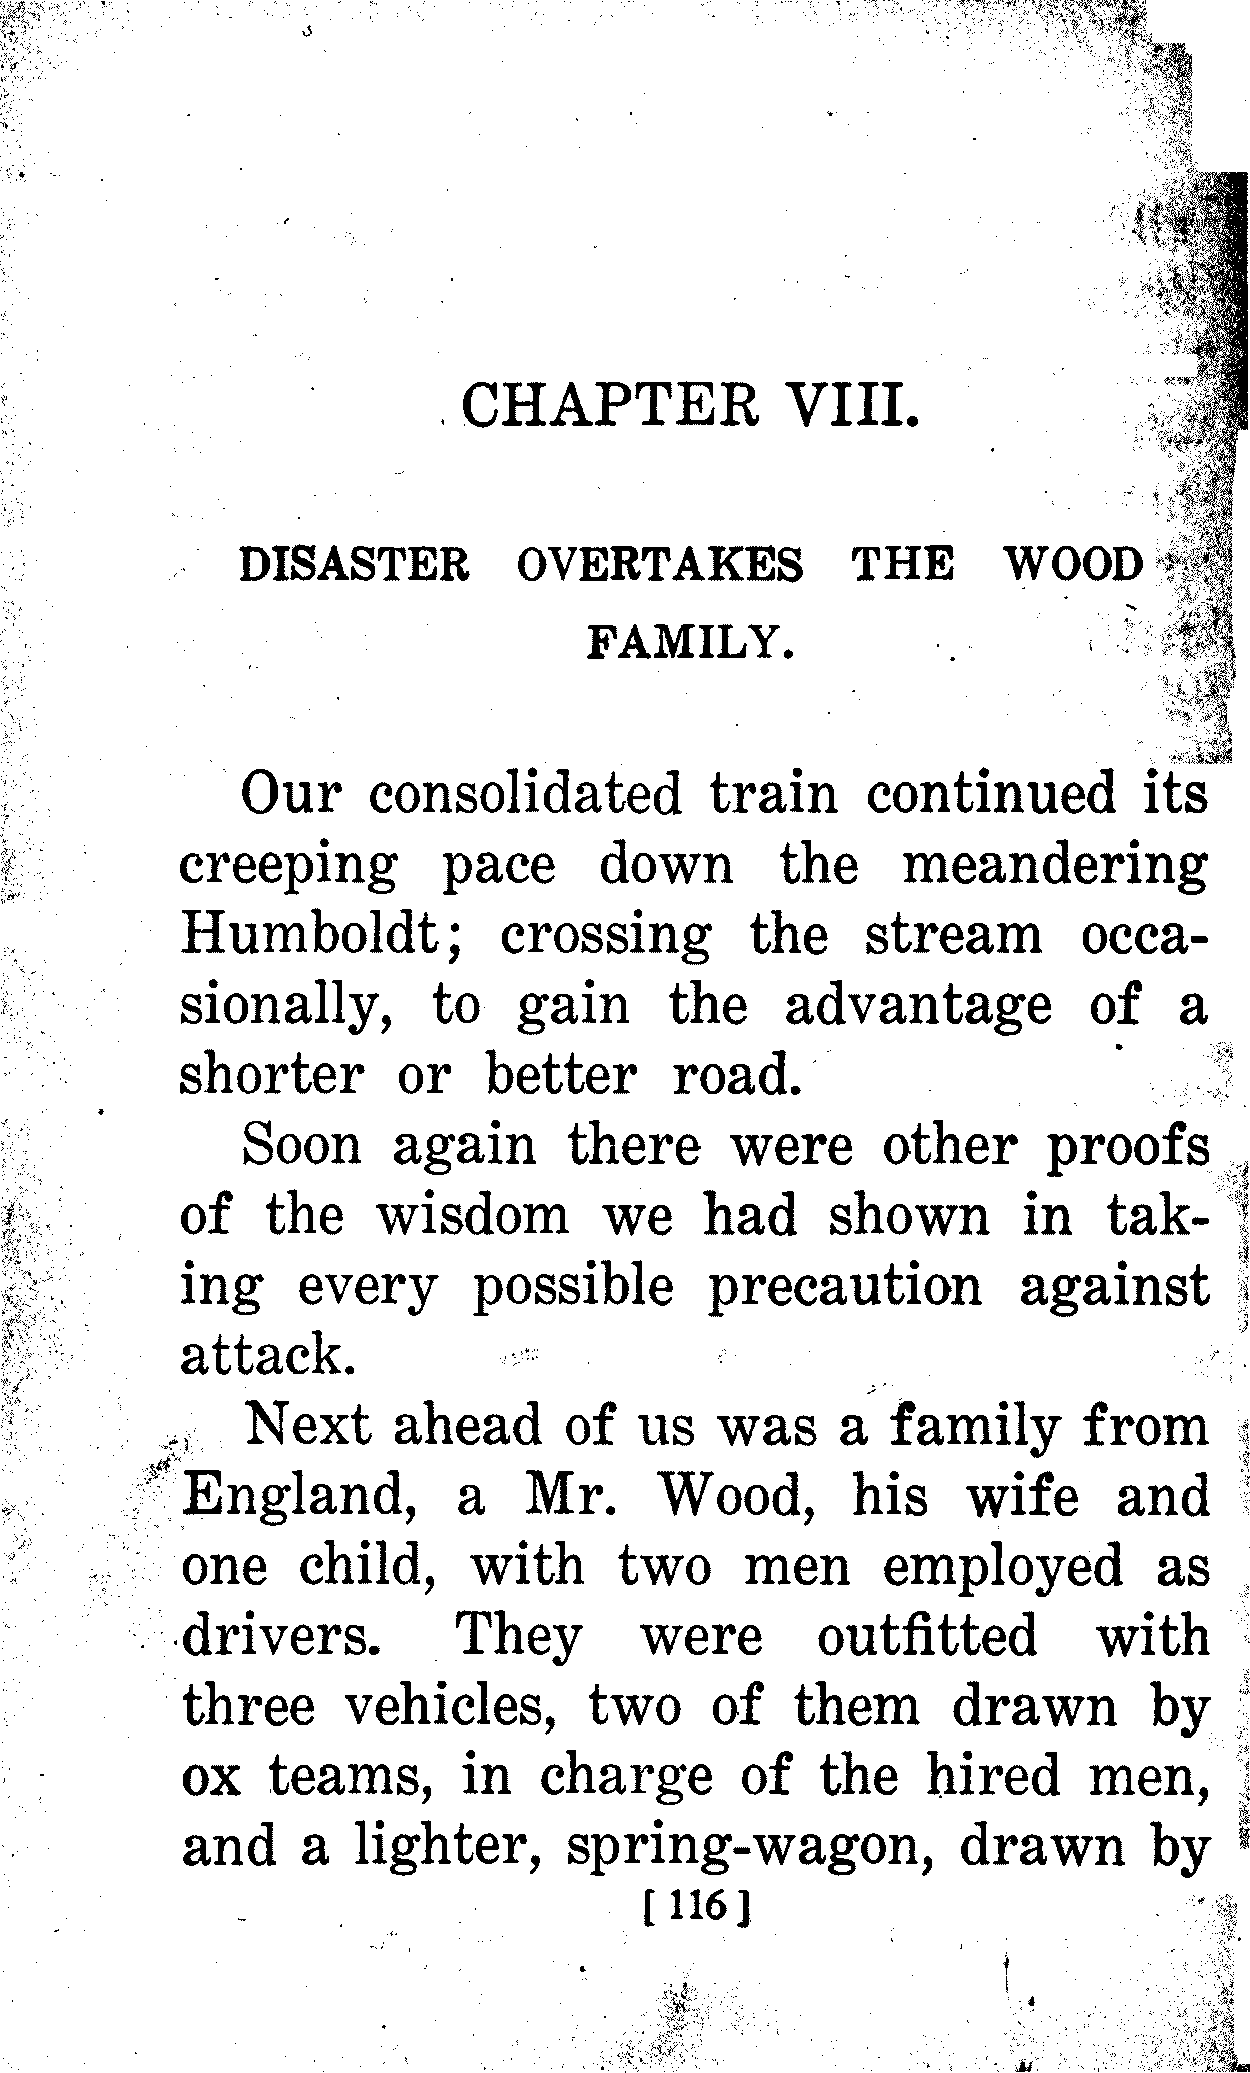 CHAPTER VIII.
DISASTER OVERTAKES THE WOOD
FAMILY.
Our consolidated train continued its
creeping pace down the meandering
Humboldt; crossing the stream occa-
sionally, to gain the advantage of a
shorter or better road.
Soon again there were other proofs
of the wisdom we had shown in tak-
ing every possible precaution against
attack.
Next ahead of us was a family from
England, a Mr. Wood, his wife and
one child, with two men employed as
drivers. They were outfitted with
three vehicles, two of them drawn by
ox teams, in charge of the hired men,
and a lighter, spring-wagon, drawn by
[ 116 ]